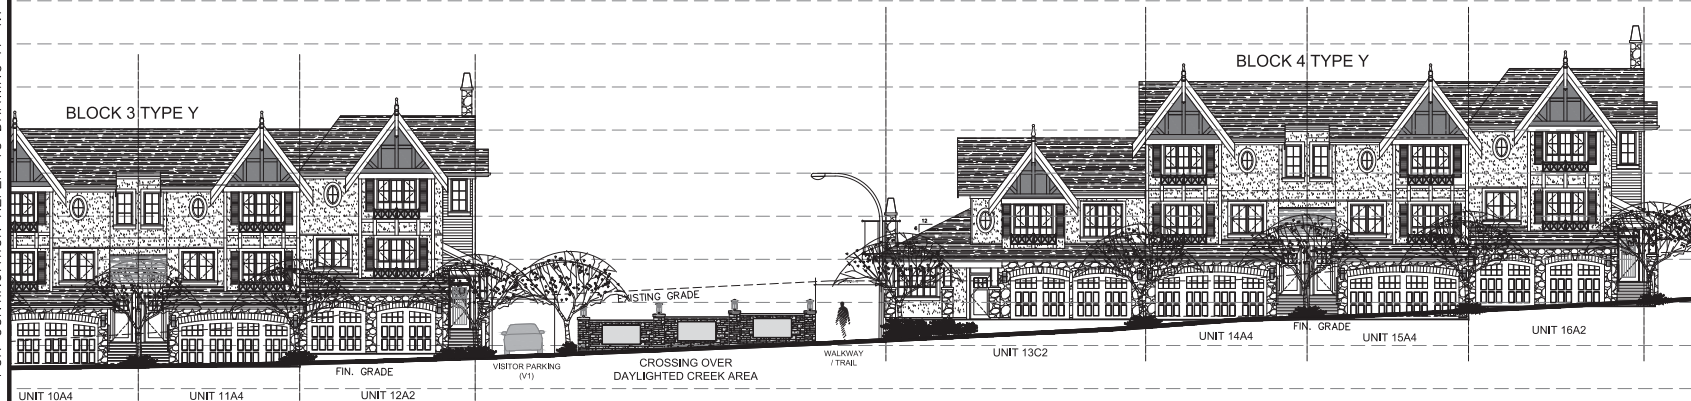 BLOCK 3 TYPE Y
BLOCK 4 TYPE Y
12
EXISTING GRADE
FIN. GRADE
VISITOR PARKING
(V1)
CROSSING OVER
DAYLIGHTED CREEK AREA
WALKWAY
/ TRAIL
FIN. GRADE
UNIT 10A4
UNIT 11A4
UNIT 12A2
UNIT 13C2
UNIT 14A4
UNIT 15A4
UNIT 16A2